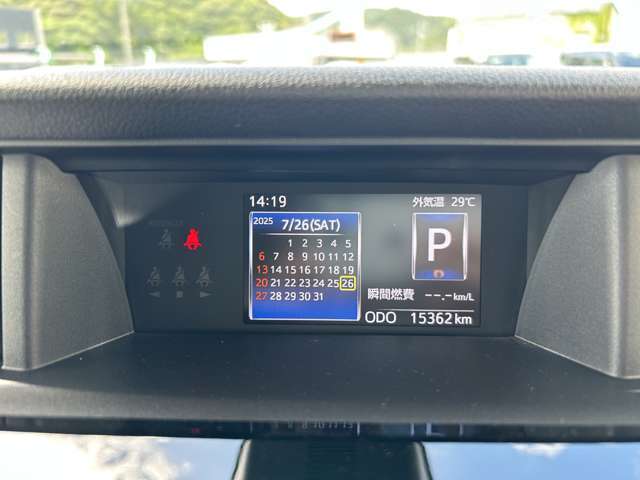 14:19 外気温 29℃
2025 7/26(SAT)
1 2 3 4 5
6 7 8 9 10 11 12
13 14 15 16 17 18 19
20 21 22 23 24 25 26
27 28 29 30 31
P
D
瞬間燃費 --.- km/L
ODO 15362 km